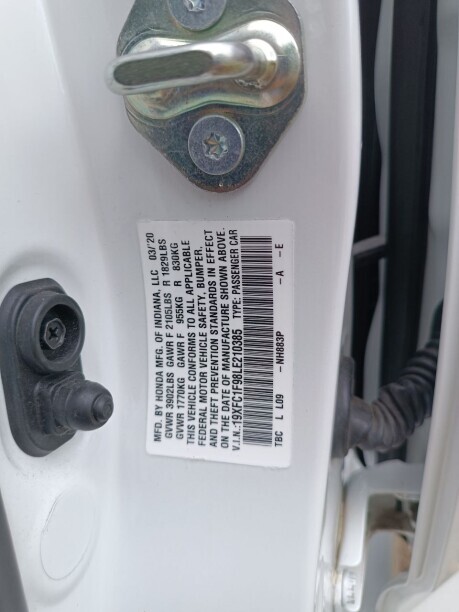 MFD. BY HONDA MFG. OF INDIANA, LLC 03/'20
GVWR 3902LBS GAWR F 2105LBS R 1829LBS
GVWR 1770KG GAWR F 955KG R 830KG
THIS VEHICLE CONFORMS TO ALL APPLICABLE
FEDERAL MOTOR VEHICLE SAFETY, BUMPER,
AND THEFT PREVENTION STANDARDS IN EFFECT
ON THE DATE OF MANUFACTURE SHOWN ABOVE.
V.I.N.:19XFC1F98LE210385 TYPE: PASSENGER CAR
TBC L L09 –NH883P –A –E